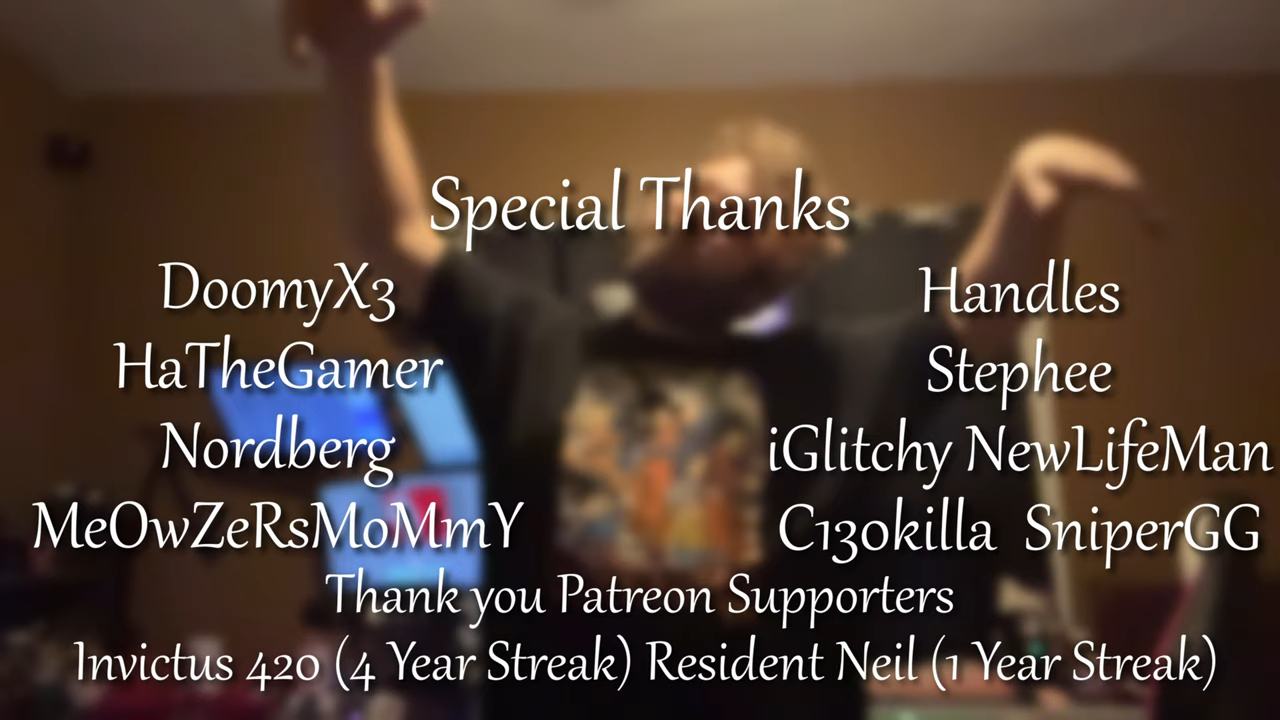 Special Thanks
DoomyX3
Handles
HaTheGamer
Stephee
Nordberg
iGlitchy NewLifeMan
MeOwZeRsMoMmY
C130killa SniperGG
Thank you Patreon Supporters
Invictus 420 (4 Year Streak) Resident Neil (1 Year Streak)